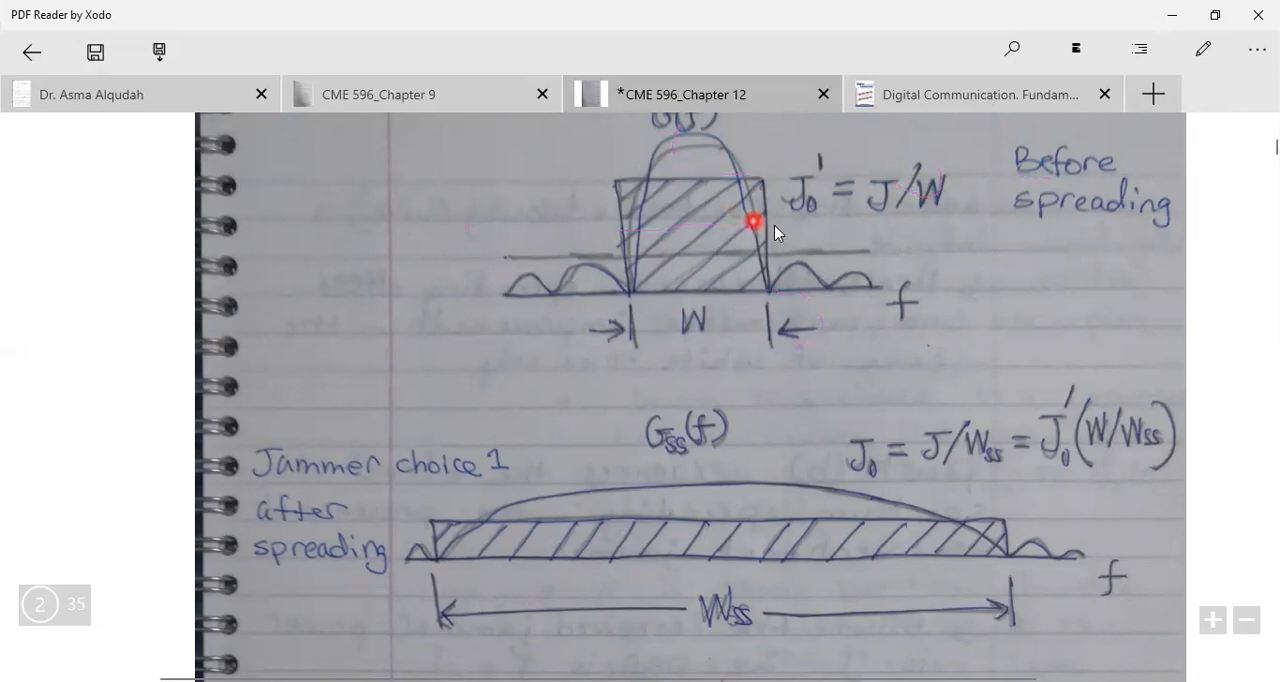 PDF Reader by Xodo
Dr. Asma Alqudah
CME 596_Chapter 9
*CME 596_Chapter 12
Digital Communication. Fundam...
G(f)
J₀' = J/W
Before
spreading
W
f
Gss(f)
J₀ = J/Wss = J₀'(W/Wss)
Jammer choice 1
after
spreading
f
Wss
2 35